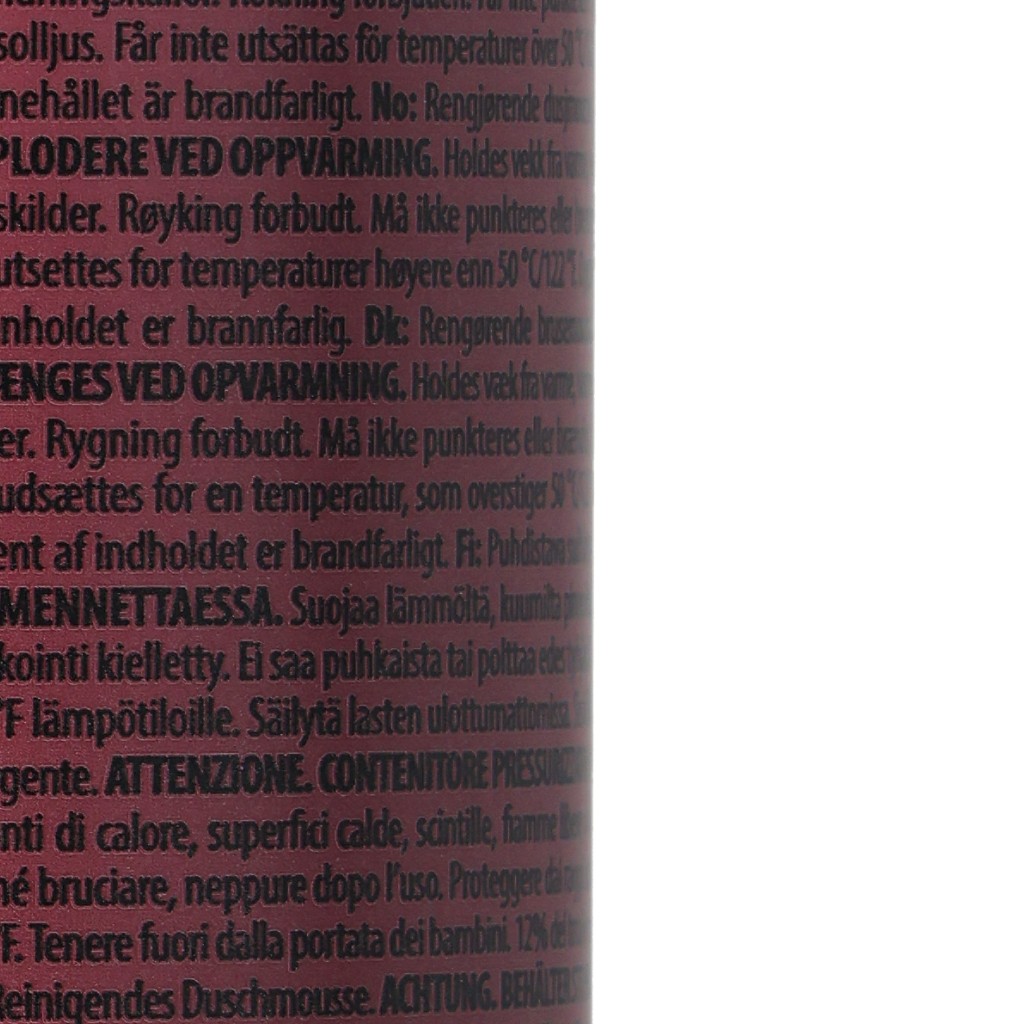 solljus. Får inte utsättas för temperaturer över 50
nehållet är brandfarligt. No: Rengjørende
PLODERE VED OPPVARMING. Holdes vekk fra
skilder. Røyking forbudt. Må ikke punkteres eller
utsettes for temperaturer høyere enn 50 °C/122 °F.
nholdet er brannfarlig. Dk: Rengørende
ÆNGES VED OPVARMNING. Holdes væk fra varme,
er. Rygning forbudt. Må ikke punkteres eller
udsættes for en temperatur, som overstiger 50 °C
ent af indholdet er brandfarligt. Fi: Puhdistava
MENNETTAESSA. Suojaa lämmöltä, kuumilta
kointi kielletty. Ei saa puhkaista tai polttaa edes
°F lämpötiloille. Säilytä lasten ulottumattomissa.
gente. ATTENZIONE. CONTENITORE
nti di calore, superfici calde, scintille, fiamme
né bruciare, neppure dopo l'uso. Proteggere dai
°F. Tenere fuori dalla portata dei bambini. 12% del
Reinigendes Duschmousse. ACHTUNG. BEHÄLTER